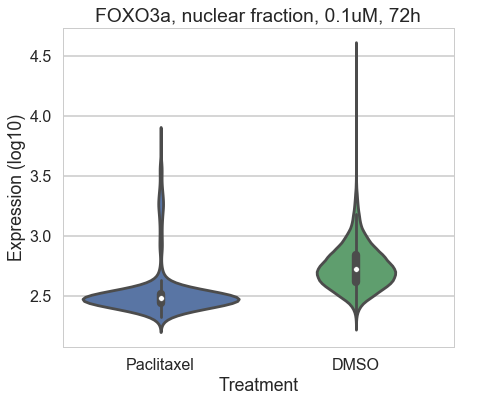 FOXO3a, nuclear fraction, 0.1uM, 72h
Expression (log10)
4.5
4.0
3.5
3.0
2.5
Paclitaxel DMSO
Treatment